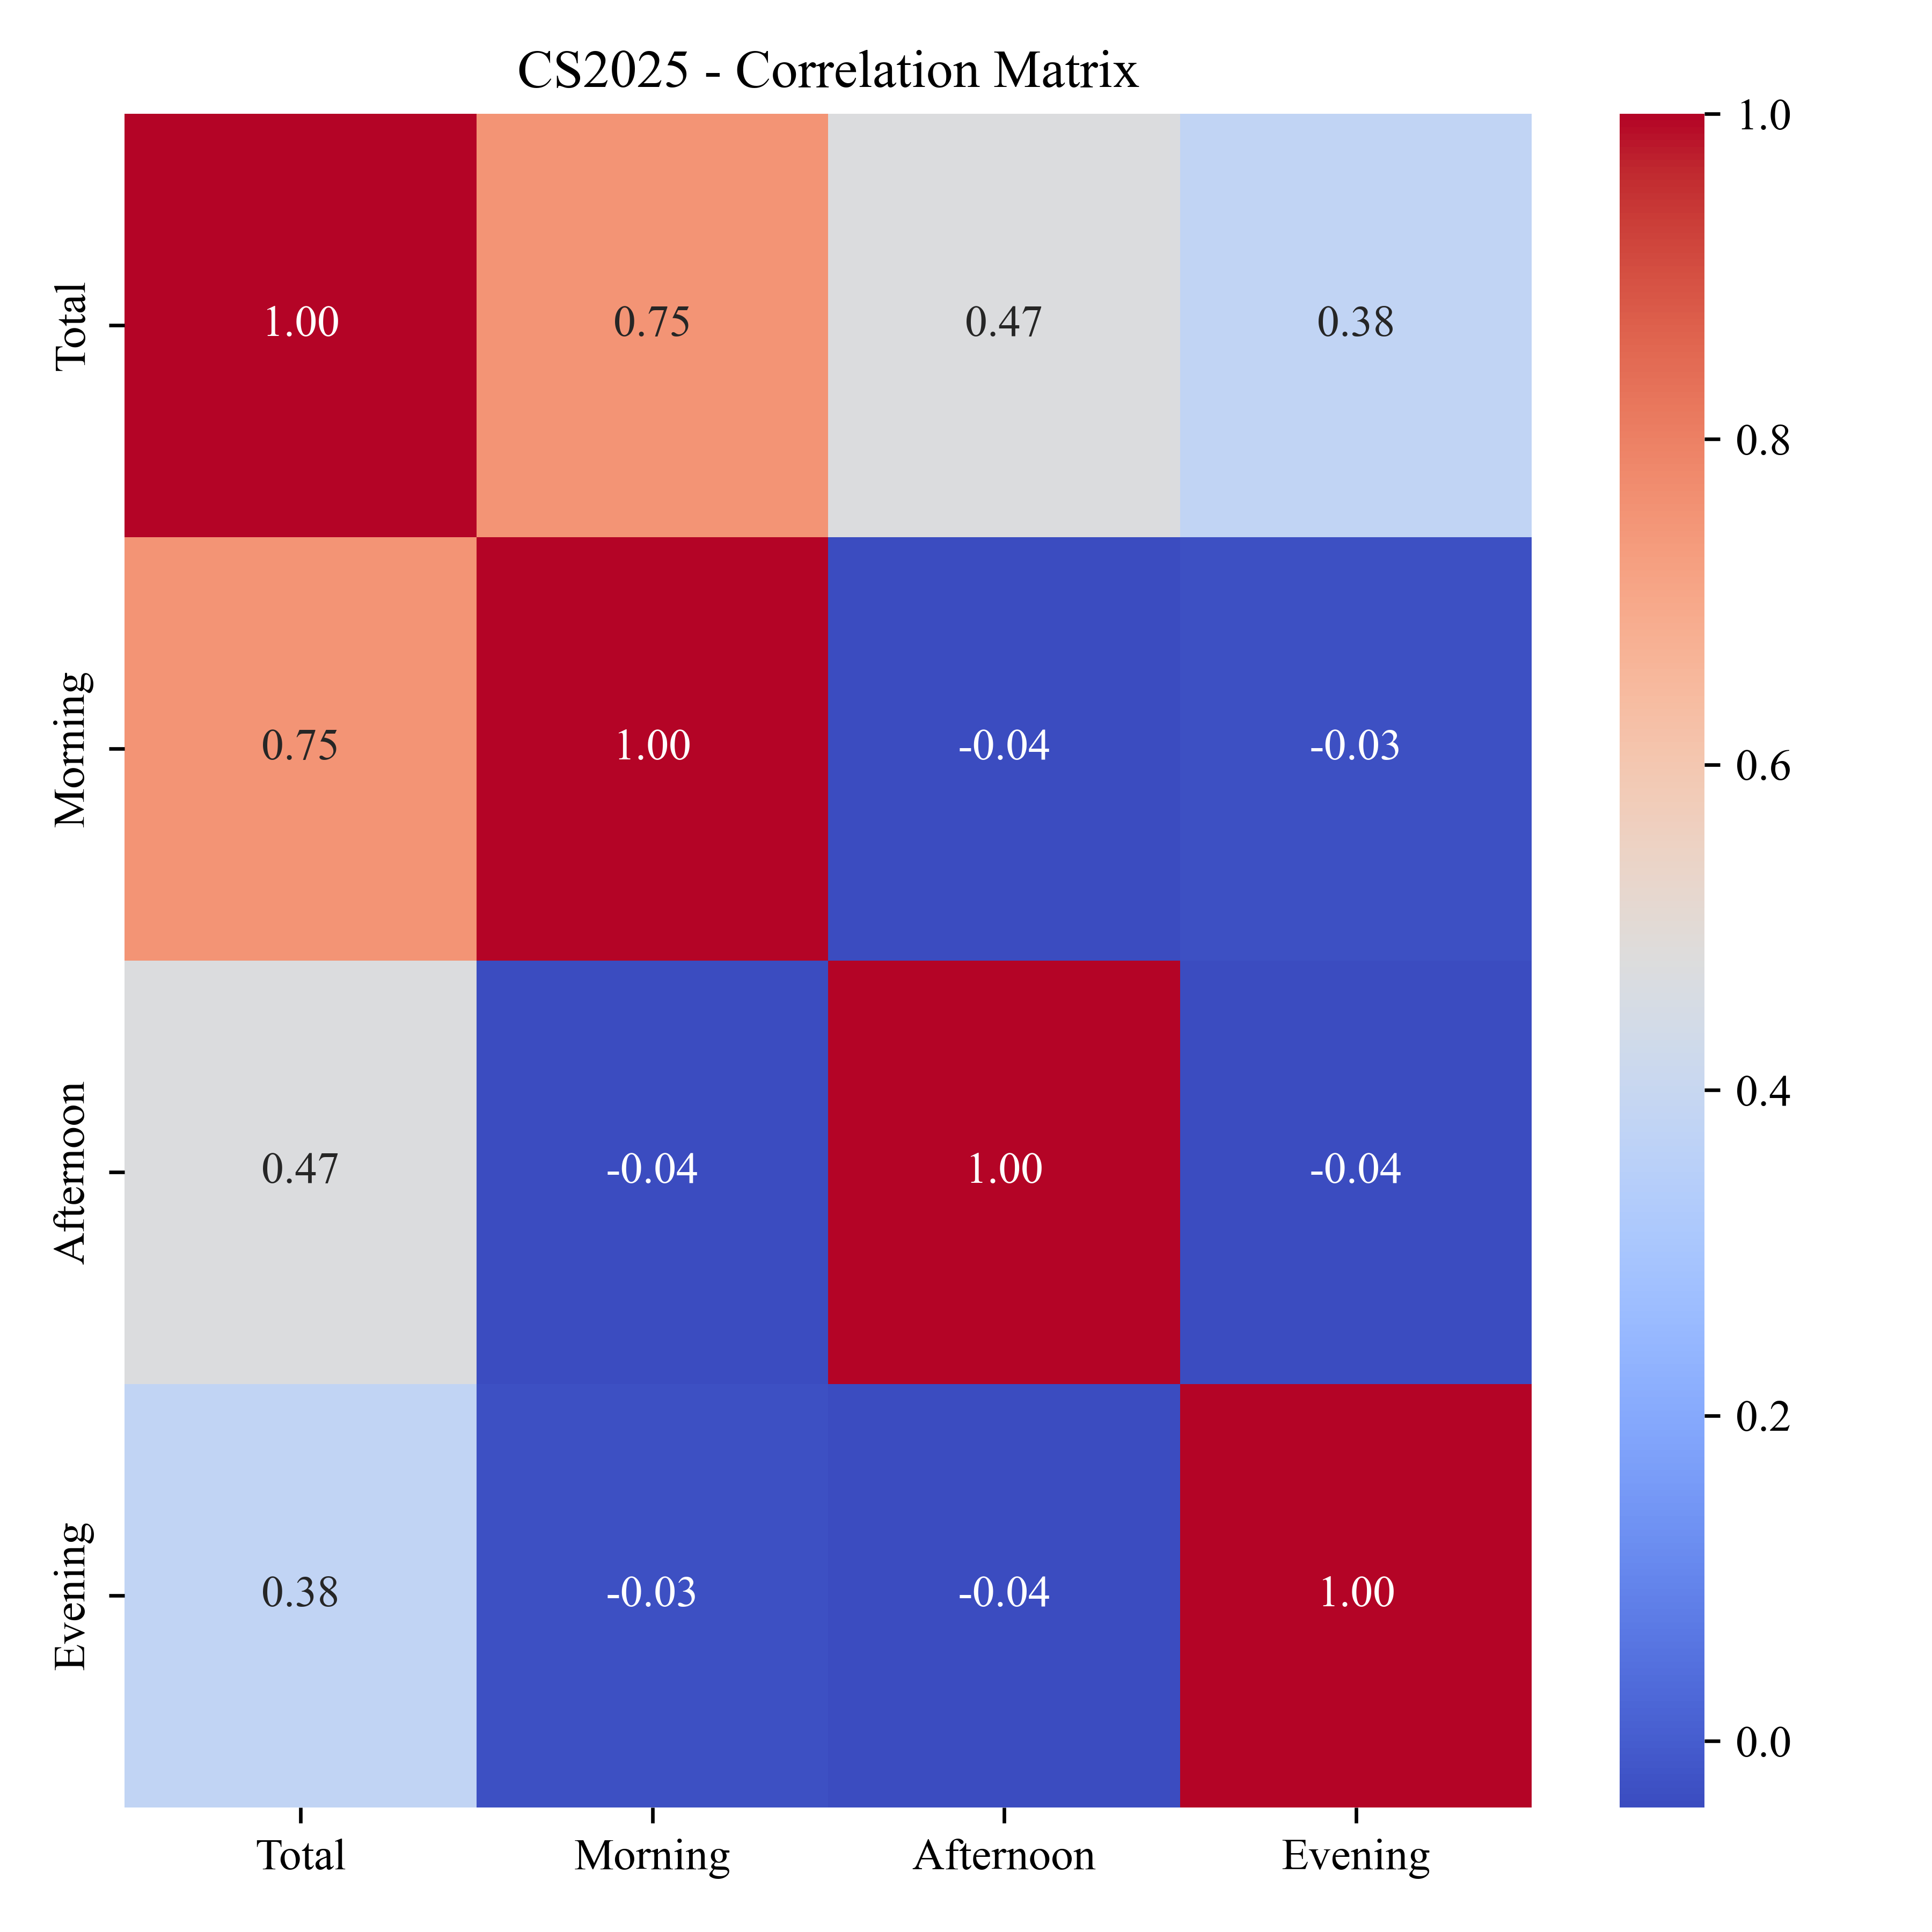 CS2025 - Correlation Matrix
Total 1.00 0.75 0.47 0.38
Morning 0.75 1.00 -0.04 -0.03
Afternoon 0.47 -0.04 1.00 -0.04
Evening 0.38 -0.03 -0.04 1.00
Total Morning Afternoon Evening
1.0
0.8
0.6
0.4
0.2
0.0